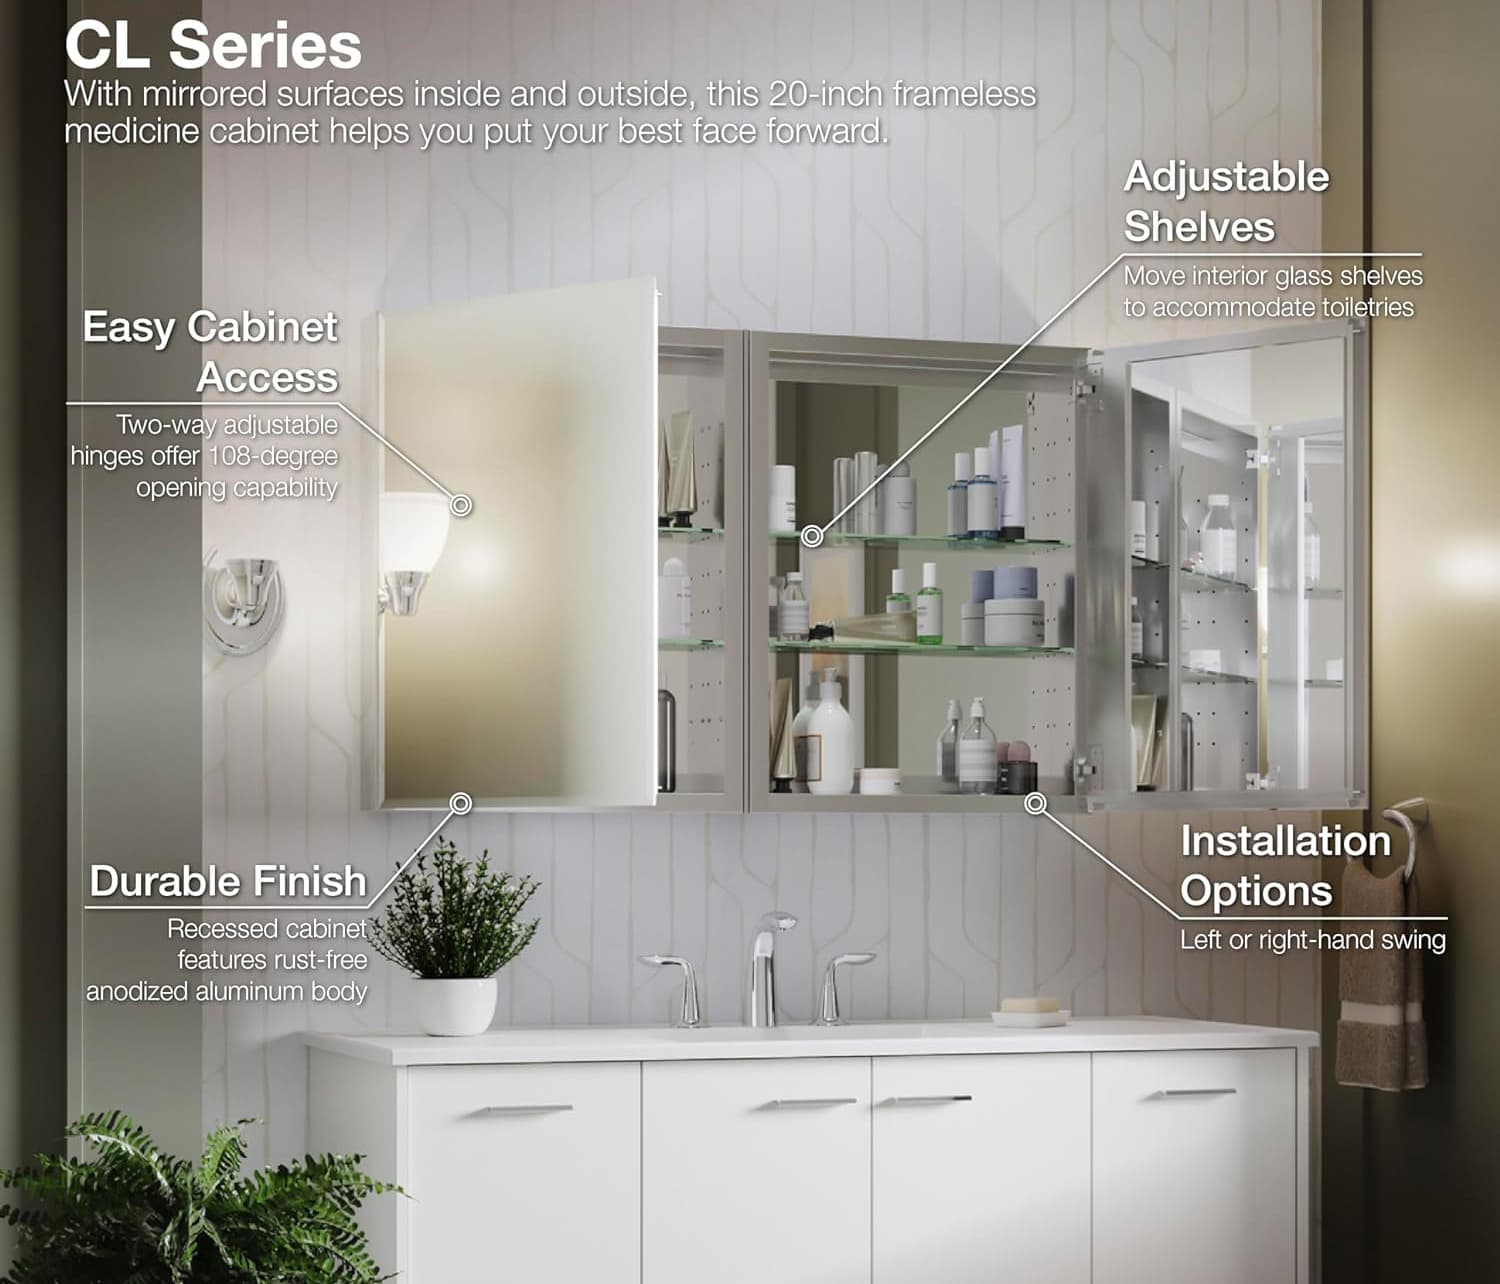 CL Series
With mirrored surfaces inside and outside, this 20-inch frameless
medicine cabinet helps you put your best face forward.
Adjustable
Shelves
Move interior glass shelves
to accommodate toiletries
Easy Cabinet
Access
Two-way adjustable
hinges offer 108-degree
opening capability
Durable Finish
Recessed cabinet
features rust-free
anodized aluminum body
Installation
Options
Left or right-hand swing